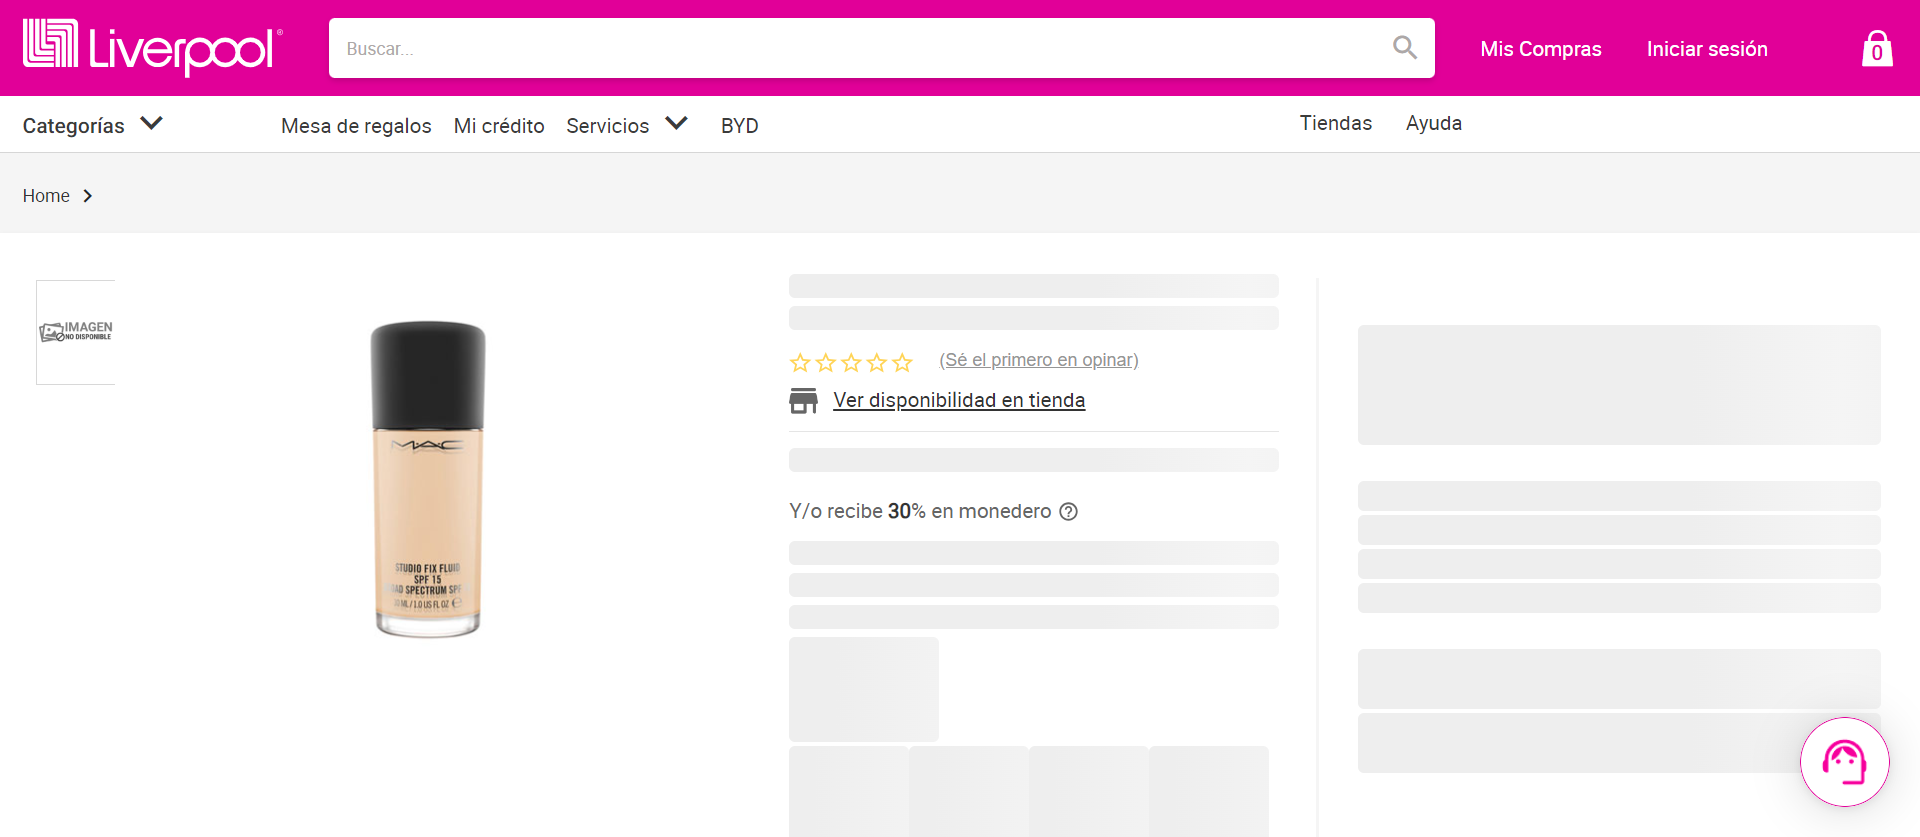 Liverpool®
Buscar...
Mis Compras
Iniciar sesión
0
Categorías
Mesa de regalos
Mi crédito
Servicios
BYD
Tiendas
Ayuda
Home
IMAGEN
NO DISPONIBLE
MAC
STUDIO FIX FLUID
SPF 15
BROAD SPECTRUM SPF
30 ML / 1.0 US FL OZ ℮
(Sé el primero en opinar)
Ver disponibilidad en tienda
Y/o recibe 30% en monedero
?